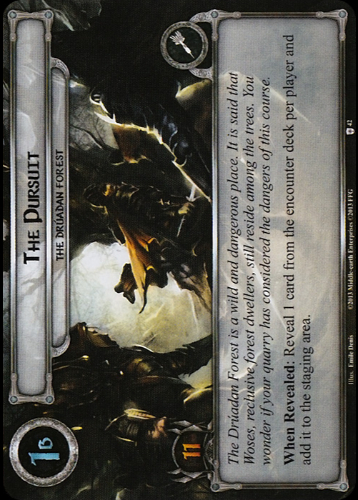 1B
THE PURSUIT
THE DRÚADAN FOREST
11
The Drúadan Forest is a wild and dangerous place. It is said that
Woses, reclusive forest dwellers, still reside among the trees. You
wonder if your quarry has considered the dangers of this course.
When Revealed: Reveal 1 card from the encounter deck per player and
add it to the staging area.
Illus. Emile Denis ©2013 Middle-earth Enterprises ©2013 FFG 42